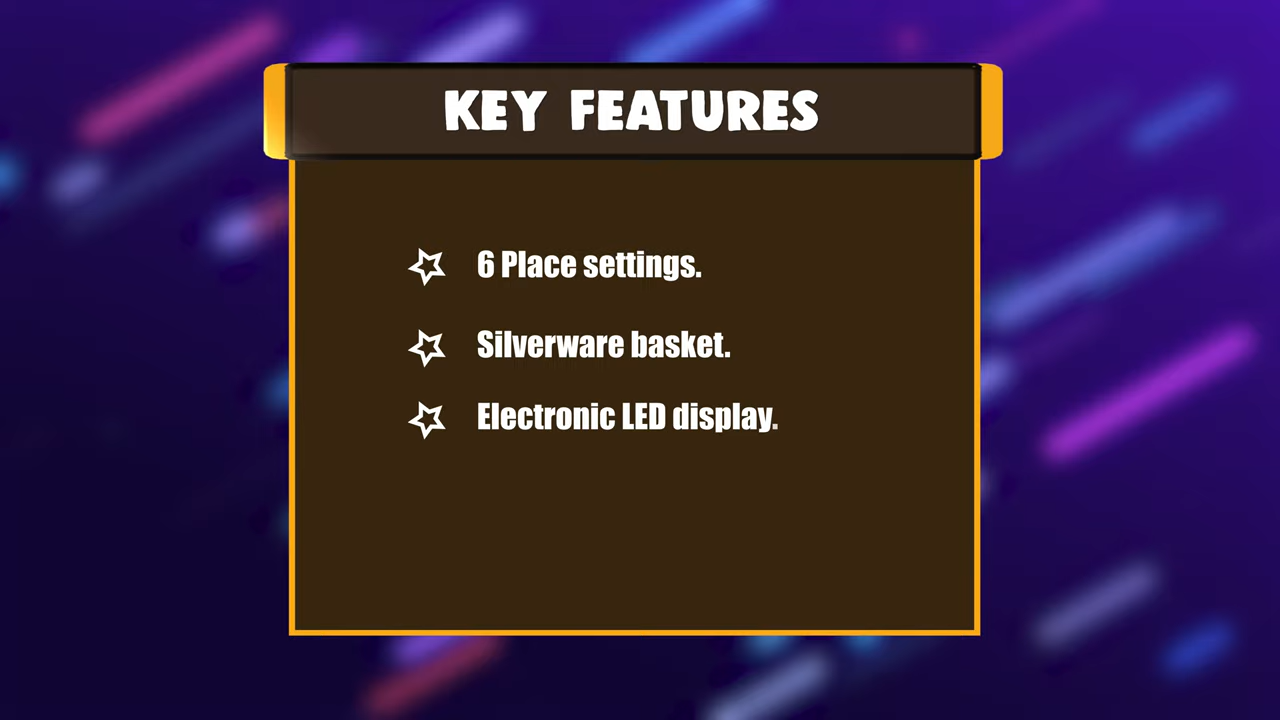 KEY FEATURES
6 Place settings.
Silverware basket.
Electronic LED display.